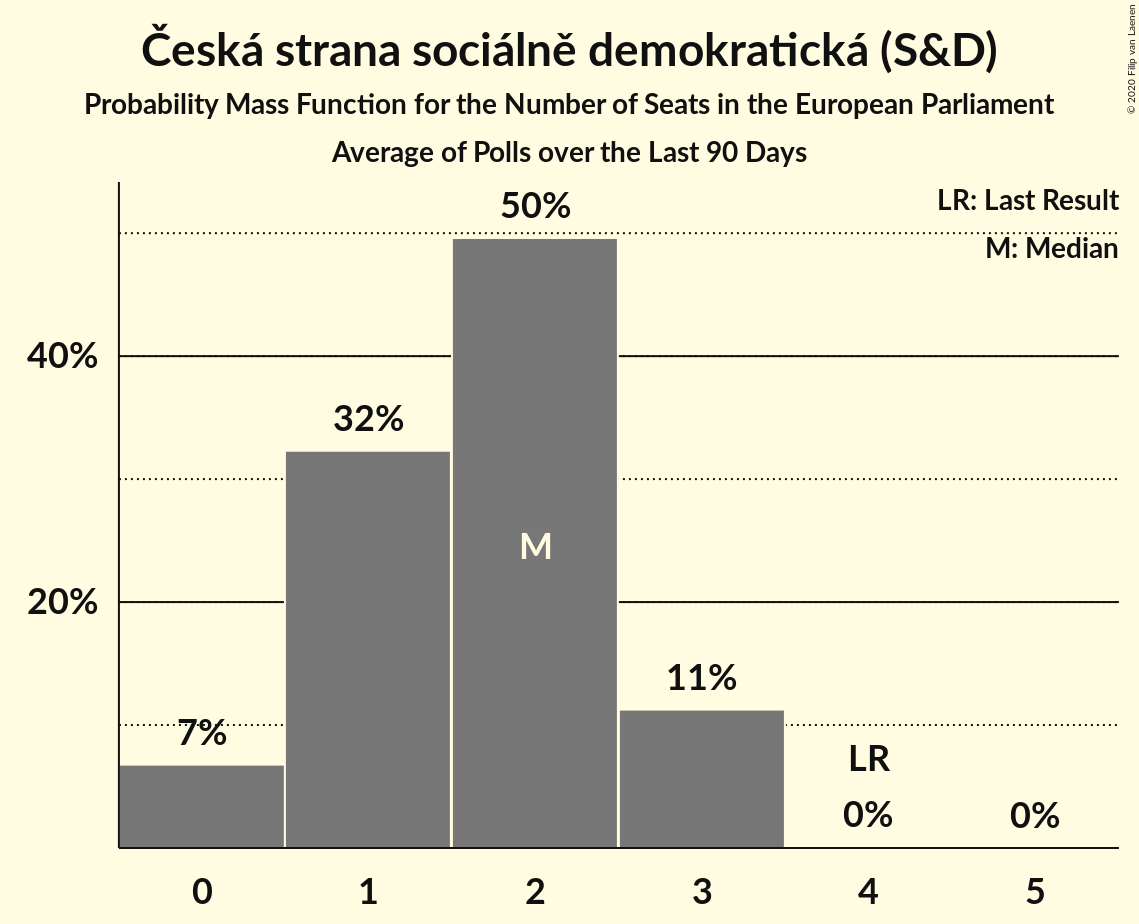 Česká strana sociálně demokratická (S&D)
Probability Mass Function for the Number of Seats in the European Parliament
Average of Polls over the Last 90 Days
© 2020 Filip van Laenen
LR: Last Result
M: Median
50%
40%
32%
M
20%
11%
7%
LR
0% 0%
0 1 2 3 4 5